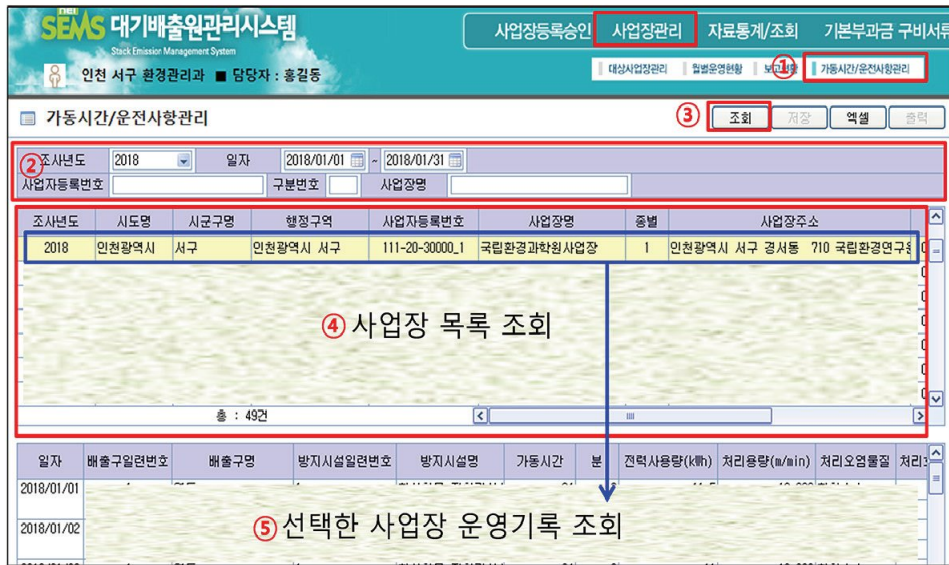 SEMS 대기배출원관리시스템
Stack Emission Management System
인천 서구 환경관리과 ■ 담당자 : 홍길동
사업장등록승인 사업장관리 자료통계/조회 기본부과금 구비서류
대상사업장관리 월별운영현황 ① 가동시간/운전사항관리
가동시간/운전사항관리 ③ 조회 저장 엑셀 출력
② 조사년도 2018 일자 2018/01/01 ~ 2018/01/31
사업자등록번호 구분번호 사업장명
조사년도 시도명 시군구명 행정구역 사업자등록번호 사업장명 종별 사업장주소
2018 인천광역시 서구 인천광역시 서구 111-20-30000_1 국립환경과학원사업장 1 인천광역시 서구 경서동 710 국립환경연구원
④ 사업장 목록 조회
총 : 49건
일자 배출구일련번호 배출구명 방지시설일련번호 방지시설명 가동시간 분 전력사용량(kWh) 처리용량(㎥/min) 처리오염물질
2018/01/01
2018/01/02
⑤ 선택한 사업장 운영기록 조회